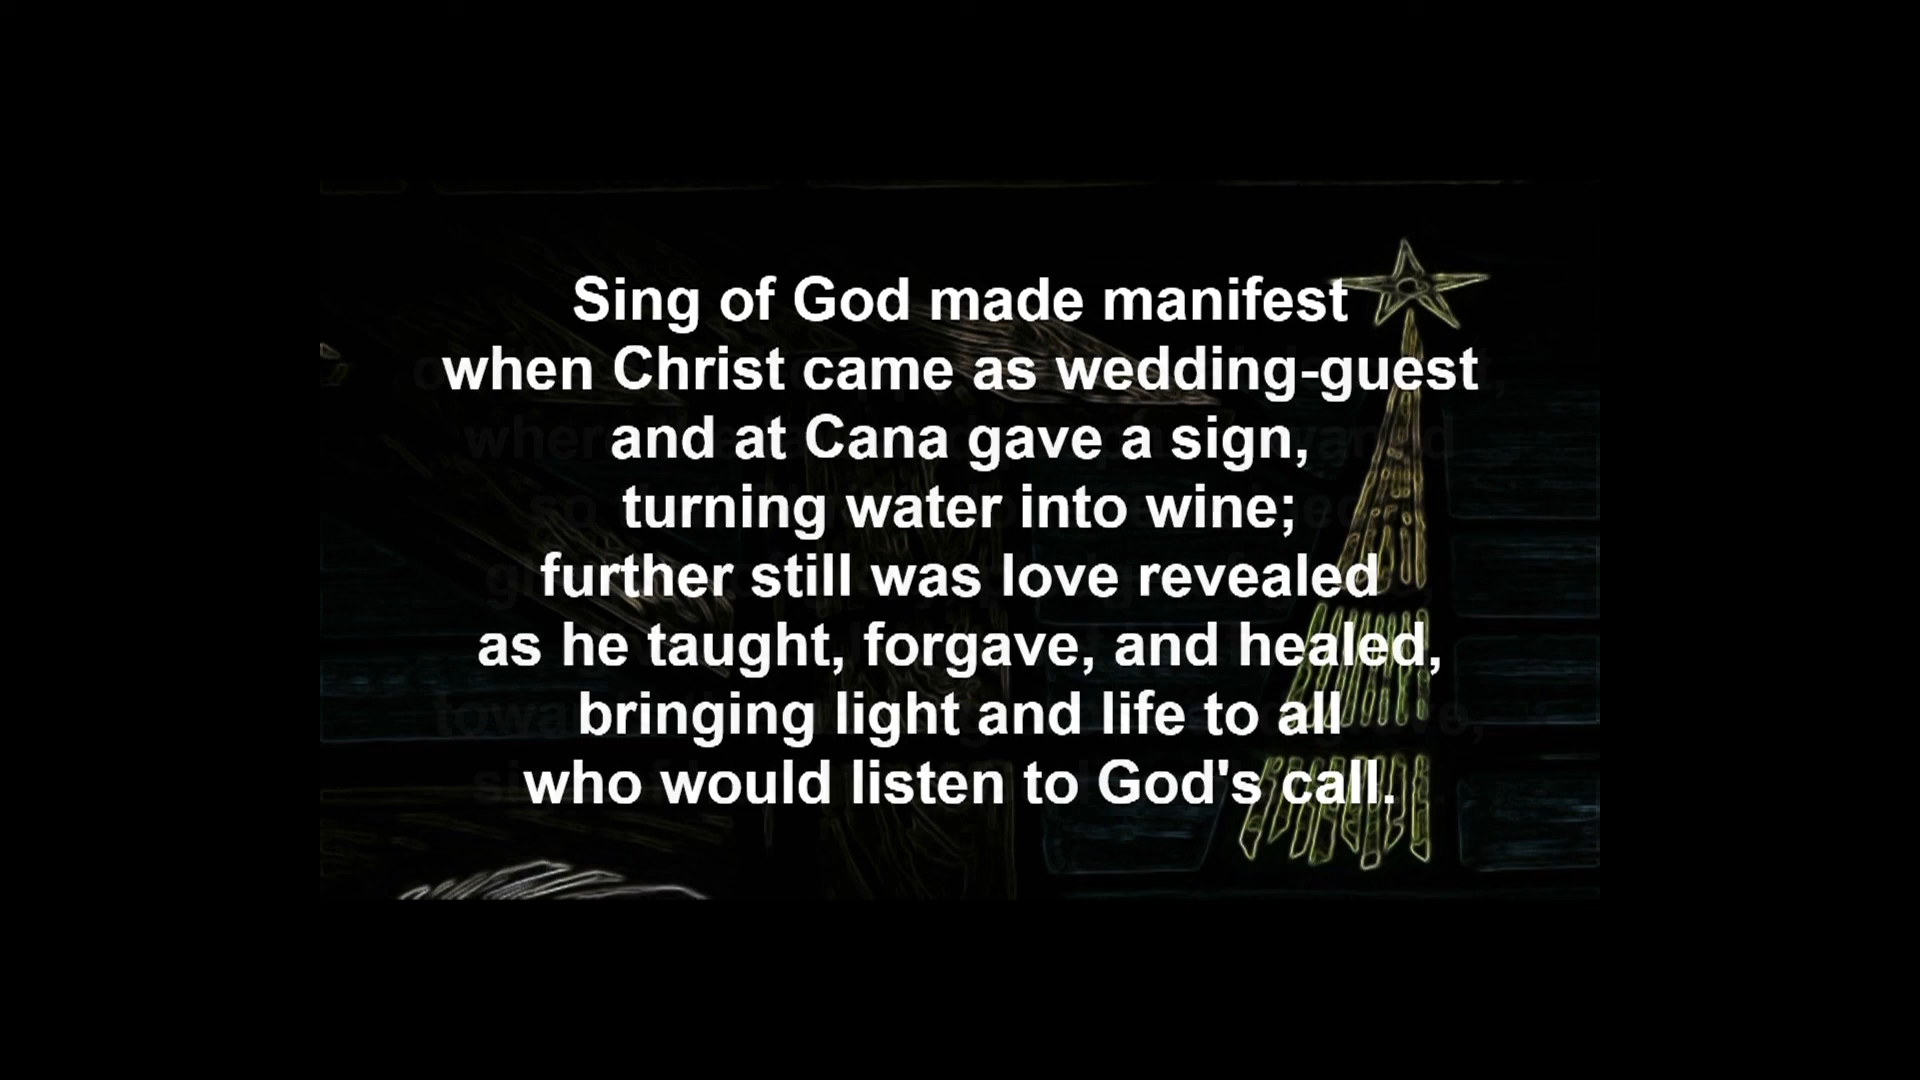 Sing of God made manifest
when Christ came as wedding-guest
and at Cana gave a sign,
turning water into wine;
further still was love revealed
as he taught, forgave, and healed,
bringing light and life to all
who would listen to God's call.